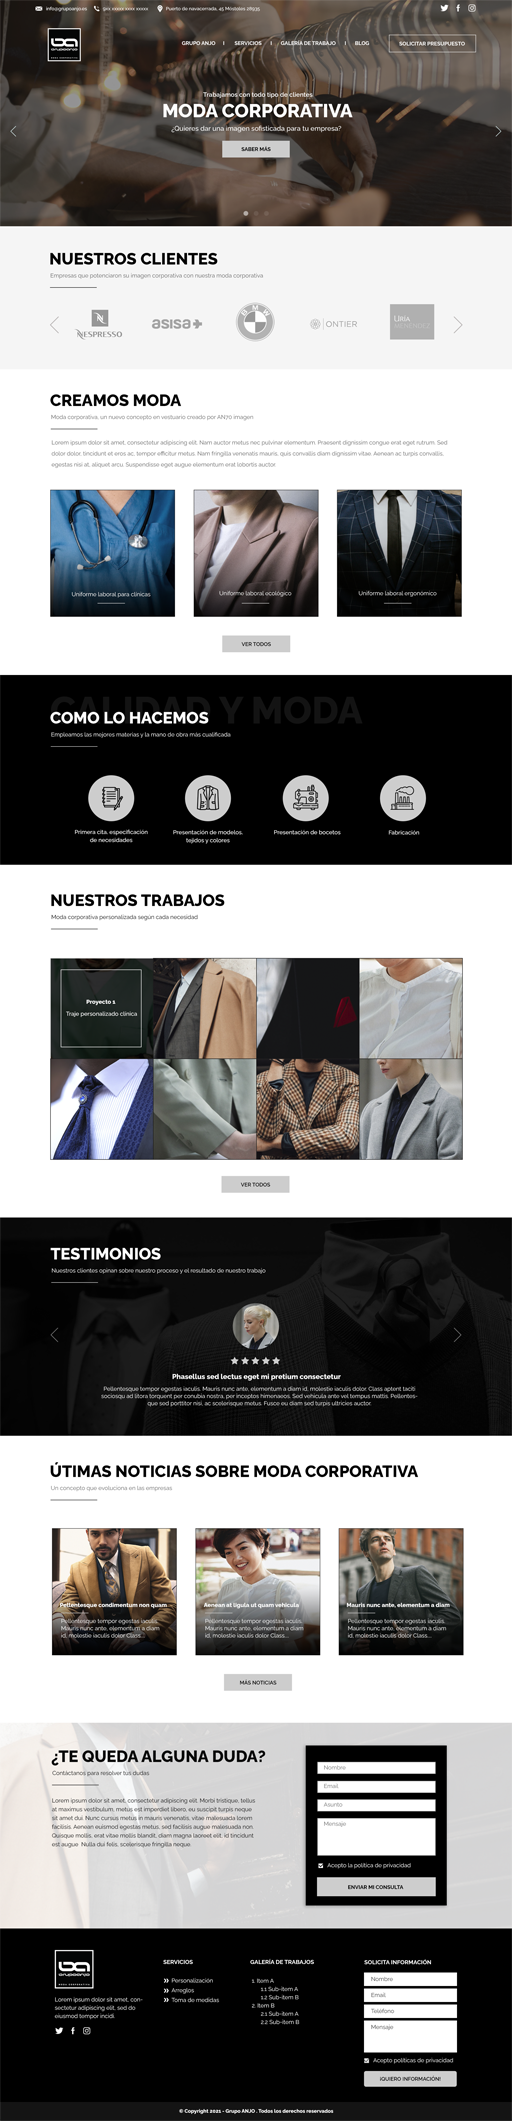 info@grupoanjo.es
Puerto de navacerrada, 45 Móstoles 28935
ba
grupoanjo
MODA CORPORATIVA
GRUPO ANJO | SERVICIOS | GALERÍA DE TRABAJO | BLOG
SOLICITAR PRESUPUESTO
Trabajamos con todo tipo de clientes
MODA CORPORATIVA
¿Quieres dar una imagen sofisticada para tu empresa?
SABER MÁS
NUESTROS CLIENTES
Empresas que potenciaron su imagen corporativa con nuestra moda corporativa
NESPRESSO
asisa
BMW
ONTIER
URÍA
MENÉNDEZ
CREAMOS MODA
Moda corporativa, un nuevo concepto en vestuario creado por AN70 imagen
Lorem ipsum dolor sit amet, consectetur adipiscing elit. Nam auctor metus nec pulvinar elementum. Praesent dignissim congue erat eget rutrum. Sed
dolor dolor, tincidunt et eros ac, tempor efficitur metus. Nam fringilla venenatis mauris, quis convallis diam dignissim vitae. Aenean ac turpis convallis,
egestas nisi at, aliquet arcu. Suspendisse eget augue elementum erat lobortis auctor.
Uniforme laboral para clínicas
Uniforme laboral ecológico
Uniforme laboral ergonómico
VER TODOS
CALIDAD Y MODA
COMO LO HACEMOS
Empleamos las mejores materias y la mano de obra más cualificada
Primera cita, especificación
de necesidades
Presentación de modelos,
tejidos y colores
Presentación de bocetos
Fabricación
NUESTROS TRABAJOS
Moda corporativa personalizada según cada necesidad
Proyecto 1
Traje personalizado clínica
VER TODOS
TESTIMONIOS
Nuestros clientes opinan sobre nuestro proceso y el resultado de nuestro trabajo
Phasellus sed lectus eget mi pretium consectetur
Pellentesque tempor egestas iaculis. Mauris nunc ante, elementum a diam id, molestie iaculis dolor. Class aptent taciti
sociosqu ad litora torquent per conubia nostra, per inceptos himenaeos. Sed vehicula ante vel tempus mattis. Pellentes-
que sed porttitor nisi, ac scelerisque metus. Fusce eu diam sed turpis ultricies auctor.
ÚTIMAS NOTICIAS SOBRE MODA CORPORATIVA
Un concepto que evoluciona en las empresas
Pellentesque condimentum non quam
Pellentesque tempor egestas iaculis.
Mauris nunc ante, elementum a diam
id, molestie iaculis dolor Class...
Aenean at ligula ut quam vehicula
Pellentesque tempor egestas iaculis.
Mauris nunc ante, elementum a diam
id, molestie iaculis dolor Class...
Mauris nunc ante, elementum a diam
Pellentesque tempor egestas iaculis.
Mauris nunc ante, elementum a diam
id, molestie iaculis dolor Class...
MÁS NOTICIAS
¿TE QUEDA ALGUNA DUDA?
Contáctanos para resolver tus dudas
Lorem ipsum dolor sit amet, consectetur adipiscing elit. Morbi tristique, tellus
at maximus vestibulum, metus est imperdiet libero, eu suscipit turpis neque
sit amet dui. Nunc cursus metus in mauris venenatis, vitae malesuada lorem
facilisis. Aenean euismod egestas metus, sed facilisis augue malesuada non.
Quisque mollis, erat vitae mollis blandit, diam magna laoreet elit, id tincidunt
est augue. Nulla dui felis, scelerisque fringilla neque.
Nombre
Email
Asunto
Mensaje
Acepto la política de privacidad
ENVIAR MI CONSULTA
ba
grupoanjo
MODA CORPORATIVA
Lorem ipsum dolor sit amet, con-
sectetur adipiscing elit, sed do
eiusmod tempor incidi.
SERVICIOS
Personalización
Arreglos
Toma de medidas
GALERÍA DE TRABAJOS
1. Item A
1.1 Sub-item A
1.2 Sub-item B
2. Item B
2.1 Sub-item A
2.2 Sub-item B
SOLICITA INFORMACIÓN
Nombre
Email
Teléfono
Mensaje
Acepto políticas de privacidad
¡QUIERO INFORMACIÓN!
© Copyright 2021 - Grupo ANJO . Todos los derechos reservados